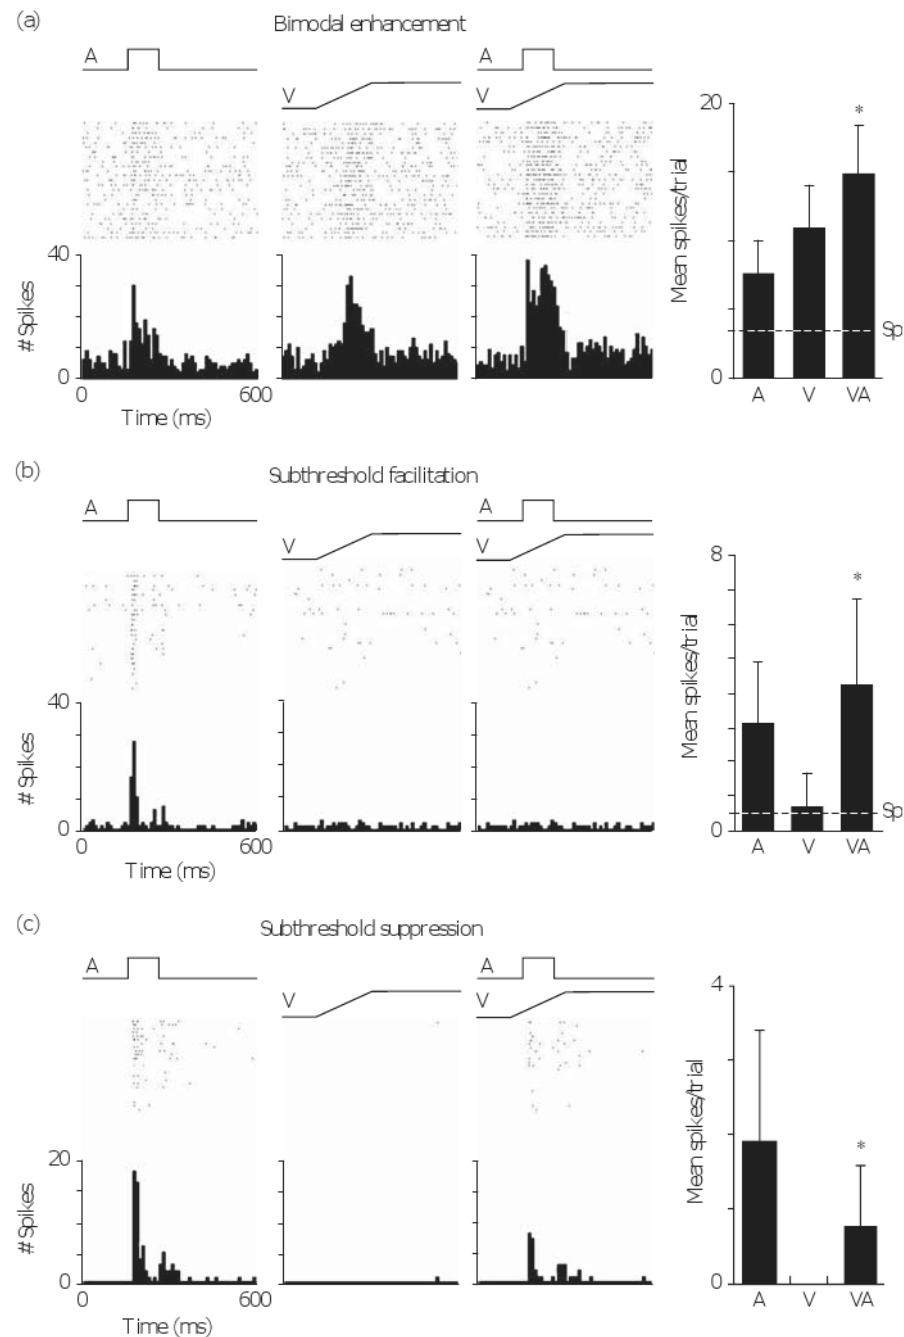 (a)
Bimodal enhancement
A
V
A
V
40
# Spikes
0
0
600
Time (ms)
20
*
Mean spikes/trial
Sp
0
A V VA
(b)
Subthreshold facilitation
A
V
A
V
40
# Spikes
0
0
600
Time (ms)
8
*
Mean spikes/trial
Sp
0
A V VA
(c)
Subthreshold suppression
A
V
A
V
20
# Spikes
0
0
600
Time (ms)
4
*
Mean spikes/trial
0
A V VA